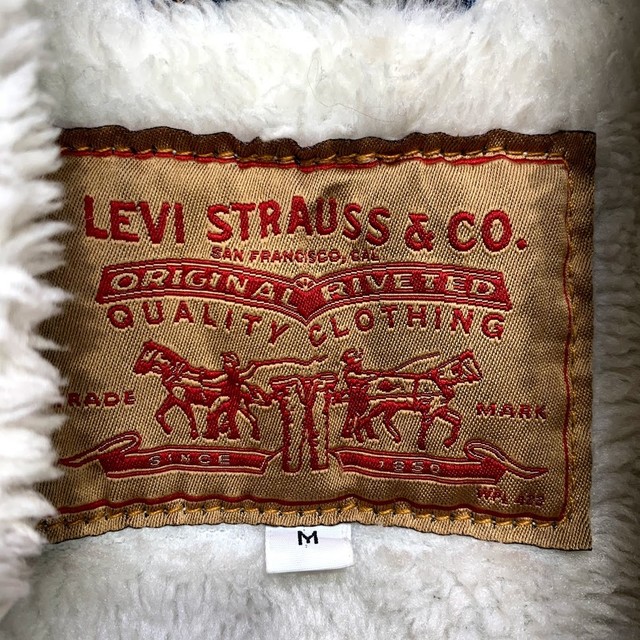 LEVI STRAUSS & CO.
SAN FRANCISCO, CAL
ORIGINAL RIVETED
QUALITY CLOTHING
TRADE MARK
SINCE 1850
M